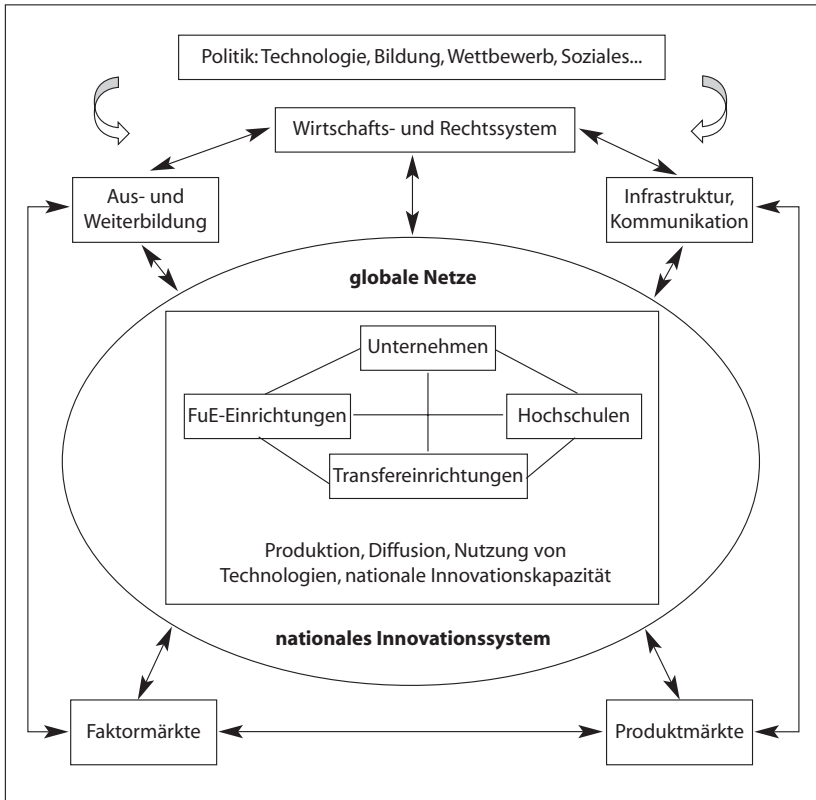 Politik: Technologie, Bildung, Wettbewerb, Soziales...
Wirtschafts- und Rechtssystem
Aus- und
Weiterbildung
Infrastruktur,
Kommunikation
globale Netze
Unternehmen
FuE-Einrichtungen
Hochschulen
Transfereinrichtungen
Produktion, Diffusion, Nutzung von
Technologien, nationale Innovationskapazität
nationales Innovationssystem
Faktormärkte
Produktmärkte